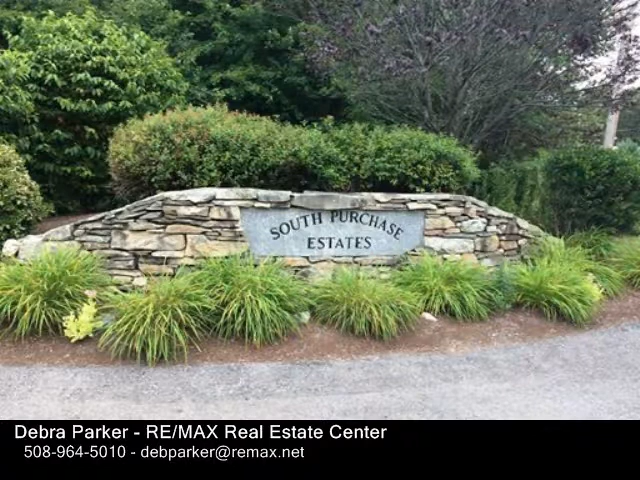 SOUTH PURCHASE
ESTATES
Debra Parker - RE/MAX Real Estate Center
508-964-5010 - debparker@remax.net